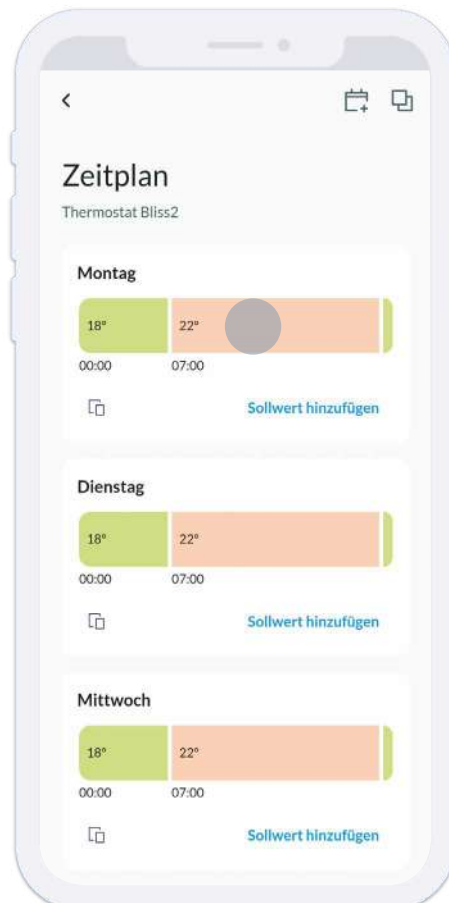 Zeitplan
Thermostat Bliss2
Montag
18° 22°
00:00 07:00
Sollwert hinzufügen
Dienstag
18° 22°
00:00 07:00
Sollwert hinzufügen
Mittwoch
18° 22°
00:00 07:00
Sollwert hinzufügen